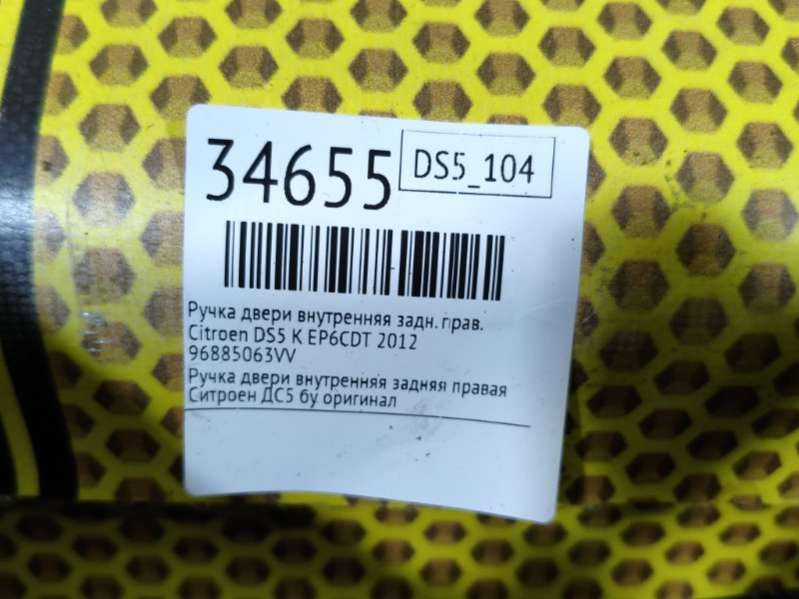 34655
DS5_104
Ручка двери внутренняя задн. прав.
Citroen DS5 K EP6CDT 2012
96885063VV
Ручка двери внутренняя задняя правая
Ситроен ДС5 бу оригинал